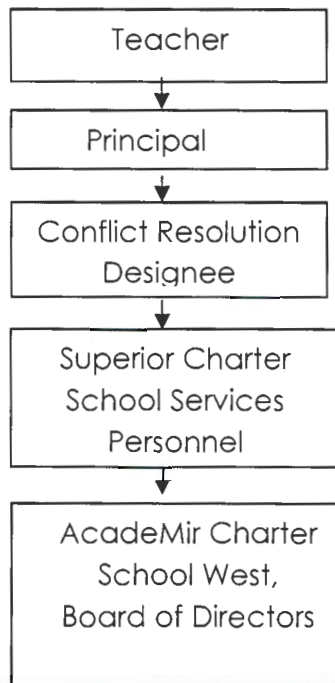 Teacher
Principal
Conflict Resolution
Designee
Superior Charter
School Services
Personnel
AcadeMir Charter
School West,
Board of Directors